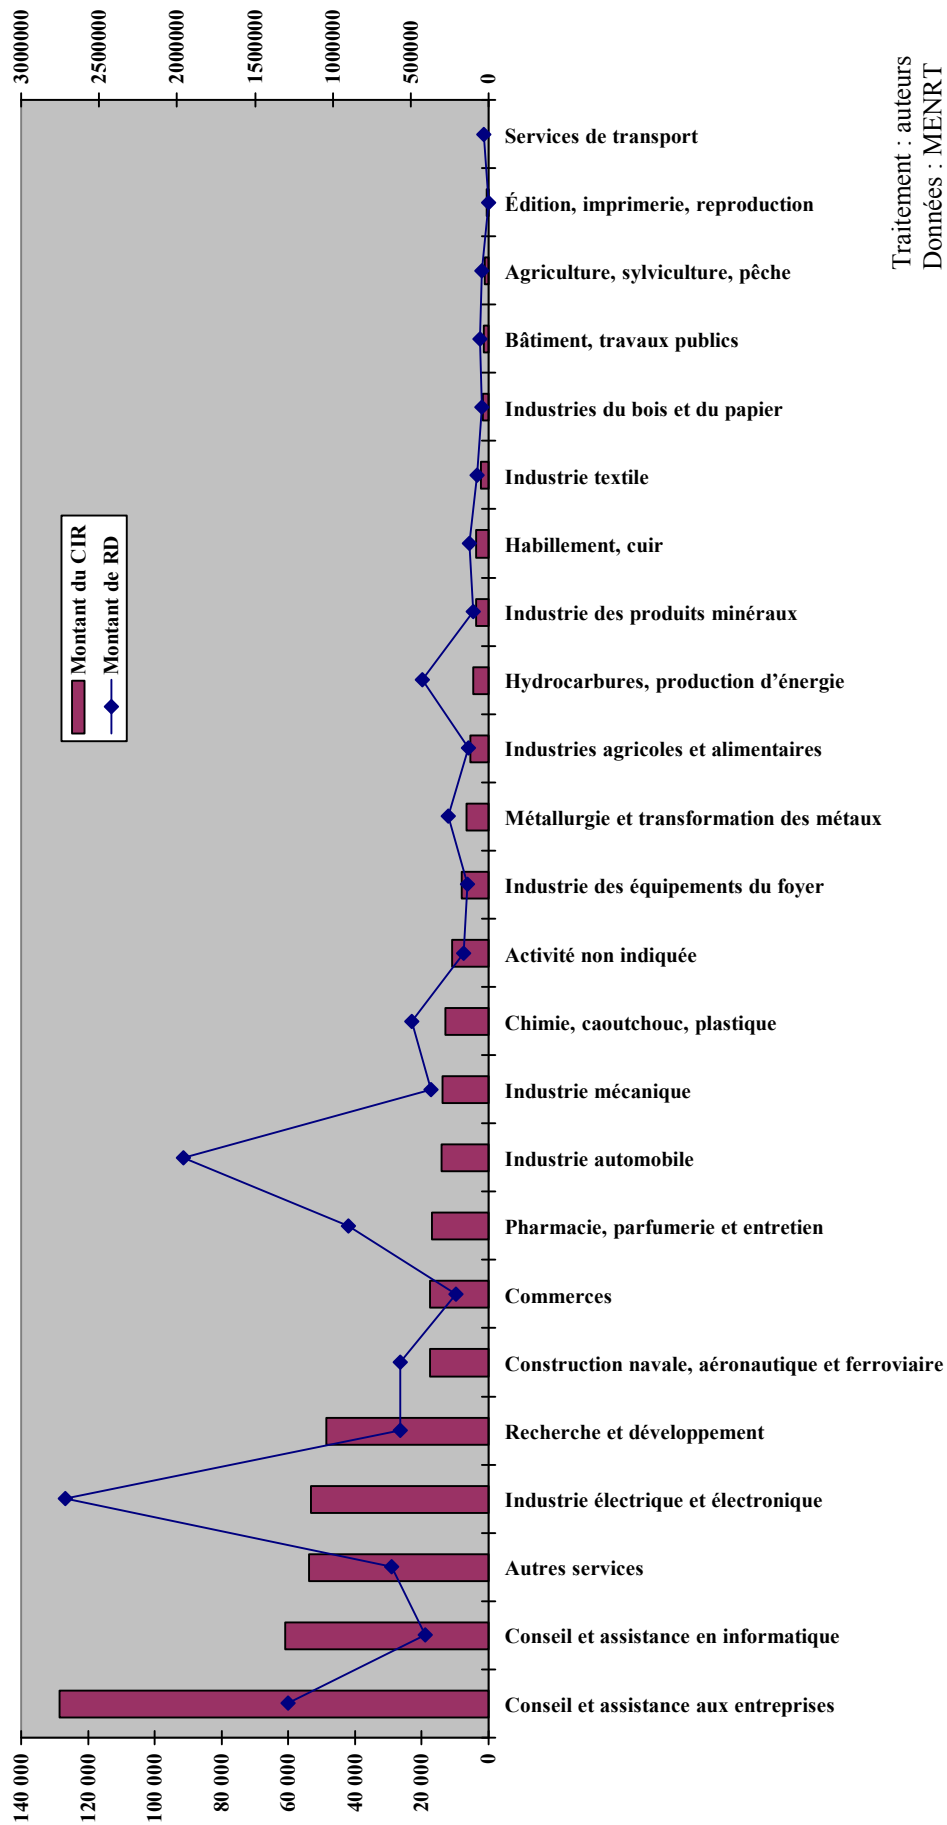 3000000
2500000
2000000
1500000
1000000
500000
0
Montant du CIR
Montant de RD
Services de transport
Édition, imprimerie, reproduction
Agriculture, sylviculture, pêche
Bâtiment, travaux publics
Industries du bois et du papier
Industrie textile
Habillement, cuir
Industrie des produits minéraux
Hydrocarbures, production d’énergie
Industries agricoles et alimentaires
Métallurgie et transformation des métaux
Industrie des équipements du foyer
Activité non indiquée
Chimie, caoutchouc, plastique
Industrie mécanique
Industrie automobile
Pharmacie, parfumerie et entretien
Commerces
Construction navale, aéronautique et ferroviaire
Recherche et développement
Industrie électrique et électronique
Autres services
Conseil et assistance en informatique
Conseil et assistance aux entreprises
140 000
120 000
100 000
80 000
60 000
40 000
20 000
0
Traitement : auteurs
Données : MENRT